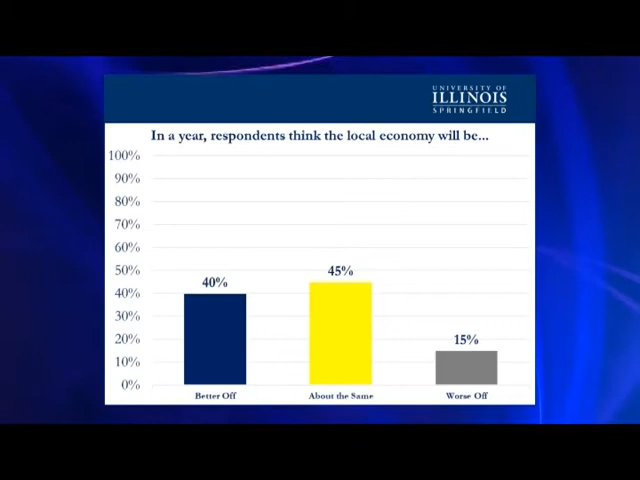 UNIVERSITY OF
ILLINOIS
SPRINGFIELD
In a year, respondents think the local economy will be...
100%
90%
80%
70%
60%
50%
40%
30%
20%
10%
0%
40%
45%
15%
Better Off
About the Same
Worse Off